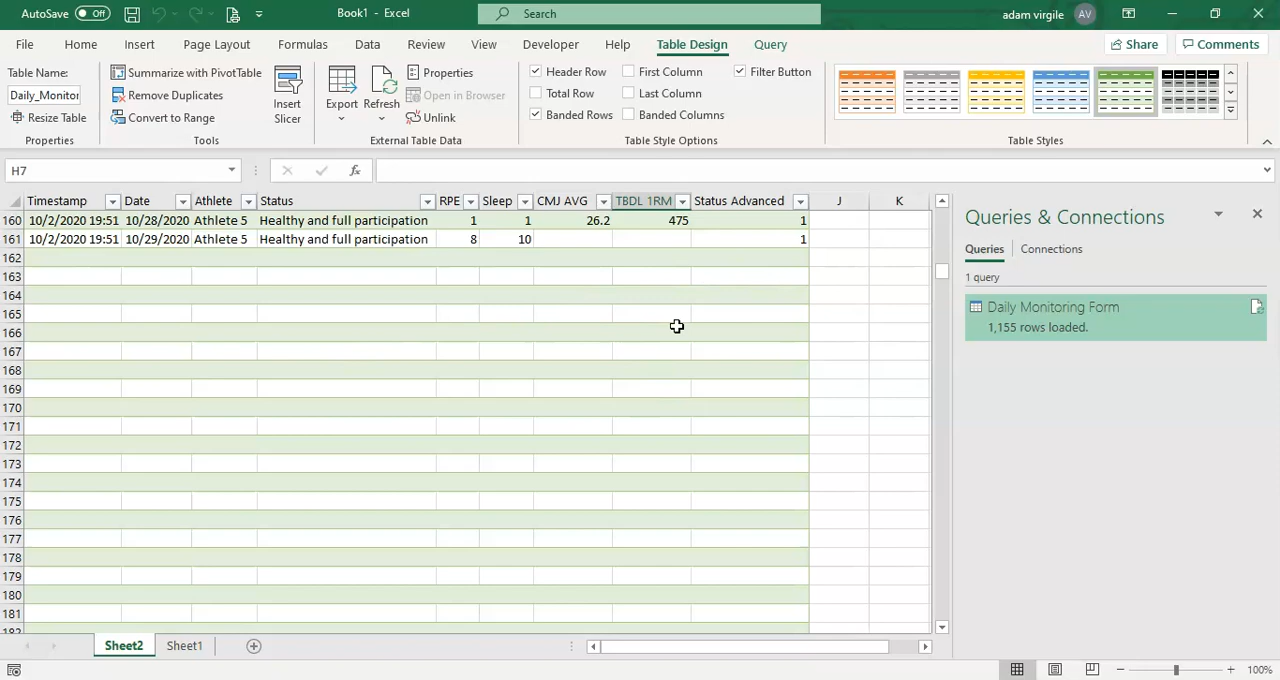 AutoSave Off Book1 - Excel Search adam virgile AV
File Home Insert Page Layout Formulas Data Review View Developer Help Table Design Query Share Comments
Table Name:
Daily_Monitor
Resize Table
Properties
Summarize with PivotTable
Remove Duplicates
Convert to Range
Insert
Slicer
Tools
Export
Refresh
Properties
Open in Browser
Unlink
External Table Data
Header Row First Column Filter Button
Total Row Last Column
Banded Rows Banded Columns
Table Style Options
Table Styles
H7 fx
Timestamp Date Athlete Status RPE Sleep CMJ AVG TBDL 1RM Status Advanced J K
160 10/2/2020 19:51 10/28/2020 Athlete 5 Healthy and full participation 1 1 26.2 475 1
161 10/2/2020 19:51 10/29/2020 Athlete 5 Healthy and full participation 8 10 1
162
163
164
165
166
167
168
169
170
171
172
173
174
175
176
177
178
179
180
181
182
Queries & Connections
Queries Connections
1 query
Daily Monitoring Form
1,155 rows loaded.
Sheet2 Sheet1
100%